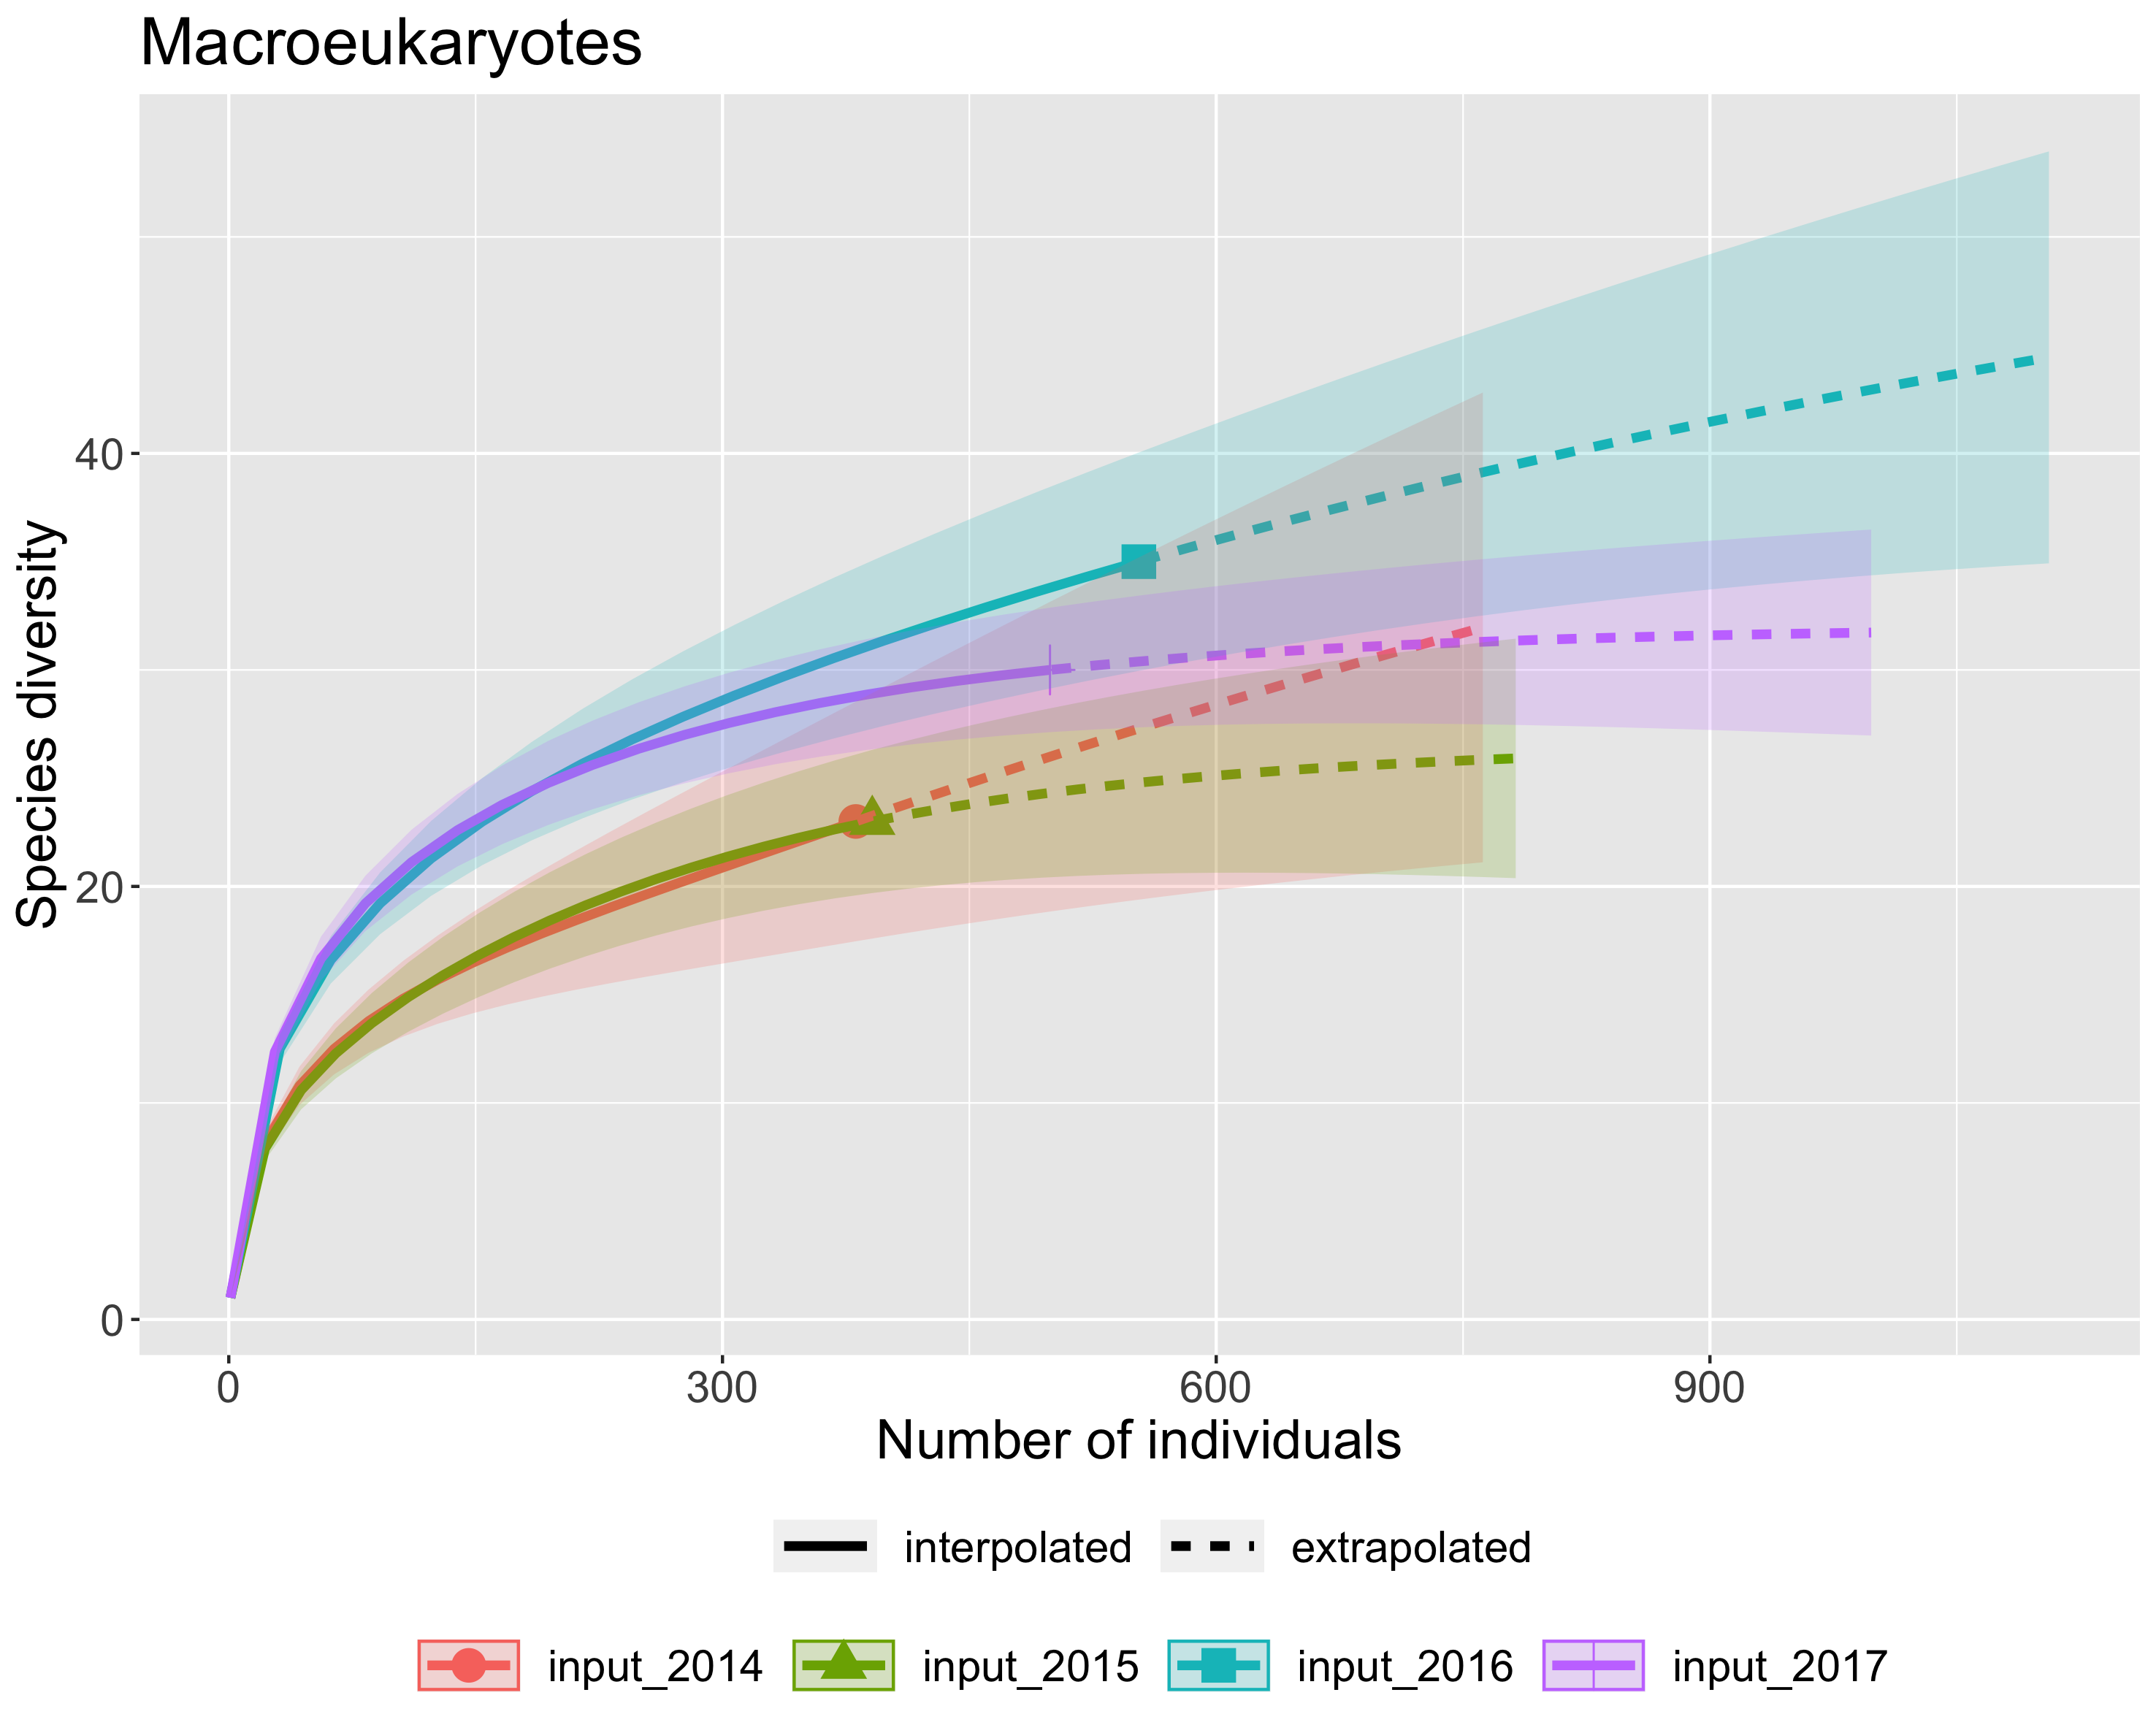 Macroeukaryotes
Species diversity
40
20
0
0 300 600 900
Number of individuals
interpolated extrapolated
input_2014 input_2015 input_2016 input_2017